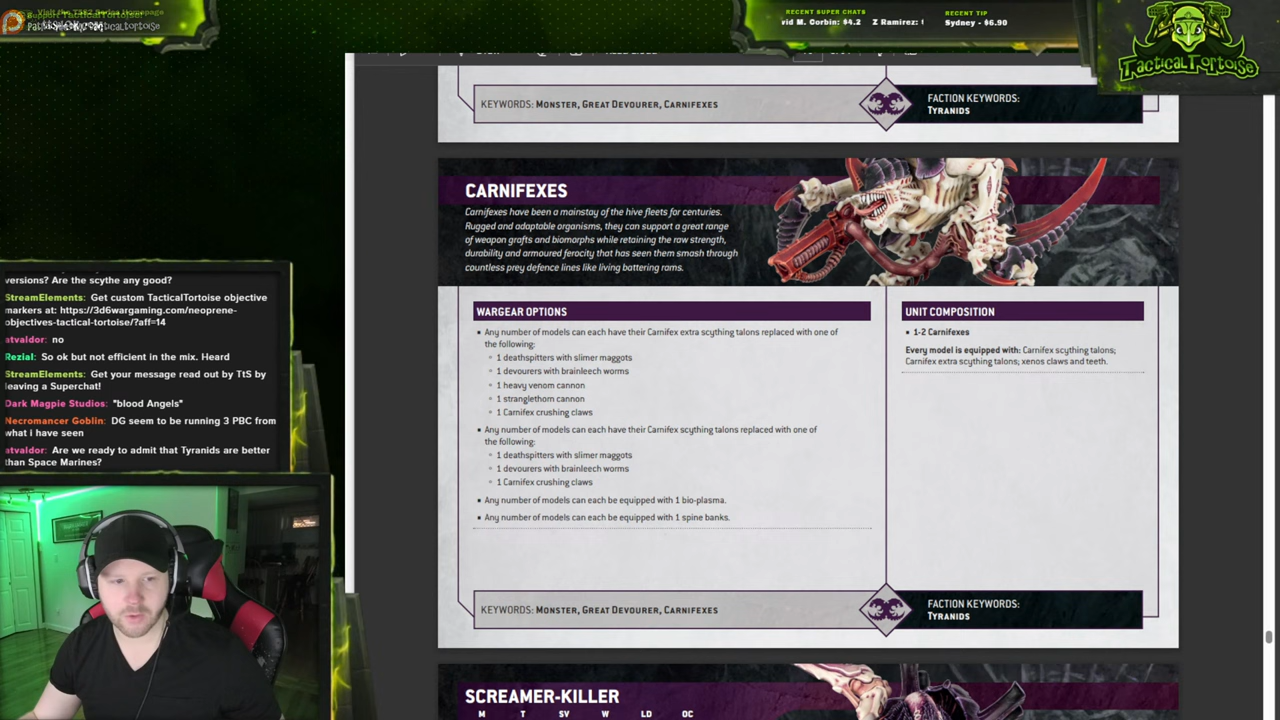 Support TacticalTortoise!
RECENT SUPER CHATS
rid M. Corbin: $4.2 Z Ramirez:
RECENT TIP
Sydney - $6.90
TACTICALTORTOISE
KEYWORDS: MONSTER, GREAT DEVOURER, CARNIFEXES
FACTION KEYWORDS:
TYRANIDS
CARNIFEXES
Carnifexes have been a mainstay of the hive fleets for centuries.
Rugged and adaptable organisms, they can support a great range
of weapon grafts and biomorphs while retaining the raw strength,
durability and armoured ferocity that has seen them smash through
countless prey defence lines like living battering rams.
WARGEAR OPTIONS
▪ Any number of models can each have their Carnifex extra scything talons replaced with one of
the following:
◦ 1 deathspitters with slimer maggots
◦ 1 devourers with brainleech worms
◦ 1 heavy venom cannon
◦ 1 stranglethorn cannon
◦ 1 Carnifex crushing claws
▪ Any number of models can each have their Carnifex scything talons replaced with one of
the following:
◦ 1 deathspitters with slimer maggots
◦ 1 devourers with brainleech worms
◦ 1 Carnifex crushing claws
▪ Any number of models can each be equipped with 1 bio-plasma.
▪ Any number of models can each be equipped with 1 spine banks.
UNIT COMPOSITION
▪ 1-2 Carnifexes
Every model is equipped with: Carnifex scything talons;
Carnifex extra scything talons; xenos claws and teeth.
KEYWORDS: MONSTER, GREAT DEVOURER, CARNIFEXES
FACTION KEYWORDS:
TYRANIDS
SCREAMER-KILLER
M T SV W LD OC
versions? Are the scythe any good?
StreamElements: Get custom TacticalTortoise objective
markers at: https://3d6wargaming.com/neoprene-
objectives-tactical-tortoise/?aff=14
atvaldor: no
Rezial: So ok but not efficient in the mix. Heard
StreamElements: Get your message read out by TtS by
leaving a Superchat!
Dark Magpie Studios: "blood Angels"
Necromancer Goblin: DG seem to be running 3 PBC from
what i have seen
atvaldor: Are we ready to admit that Tyranids are better
than Space Marines?